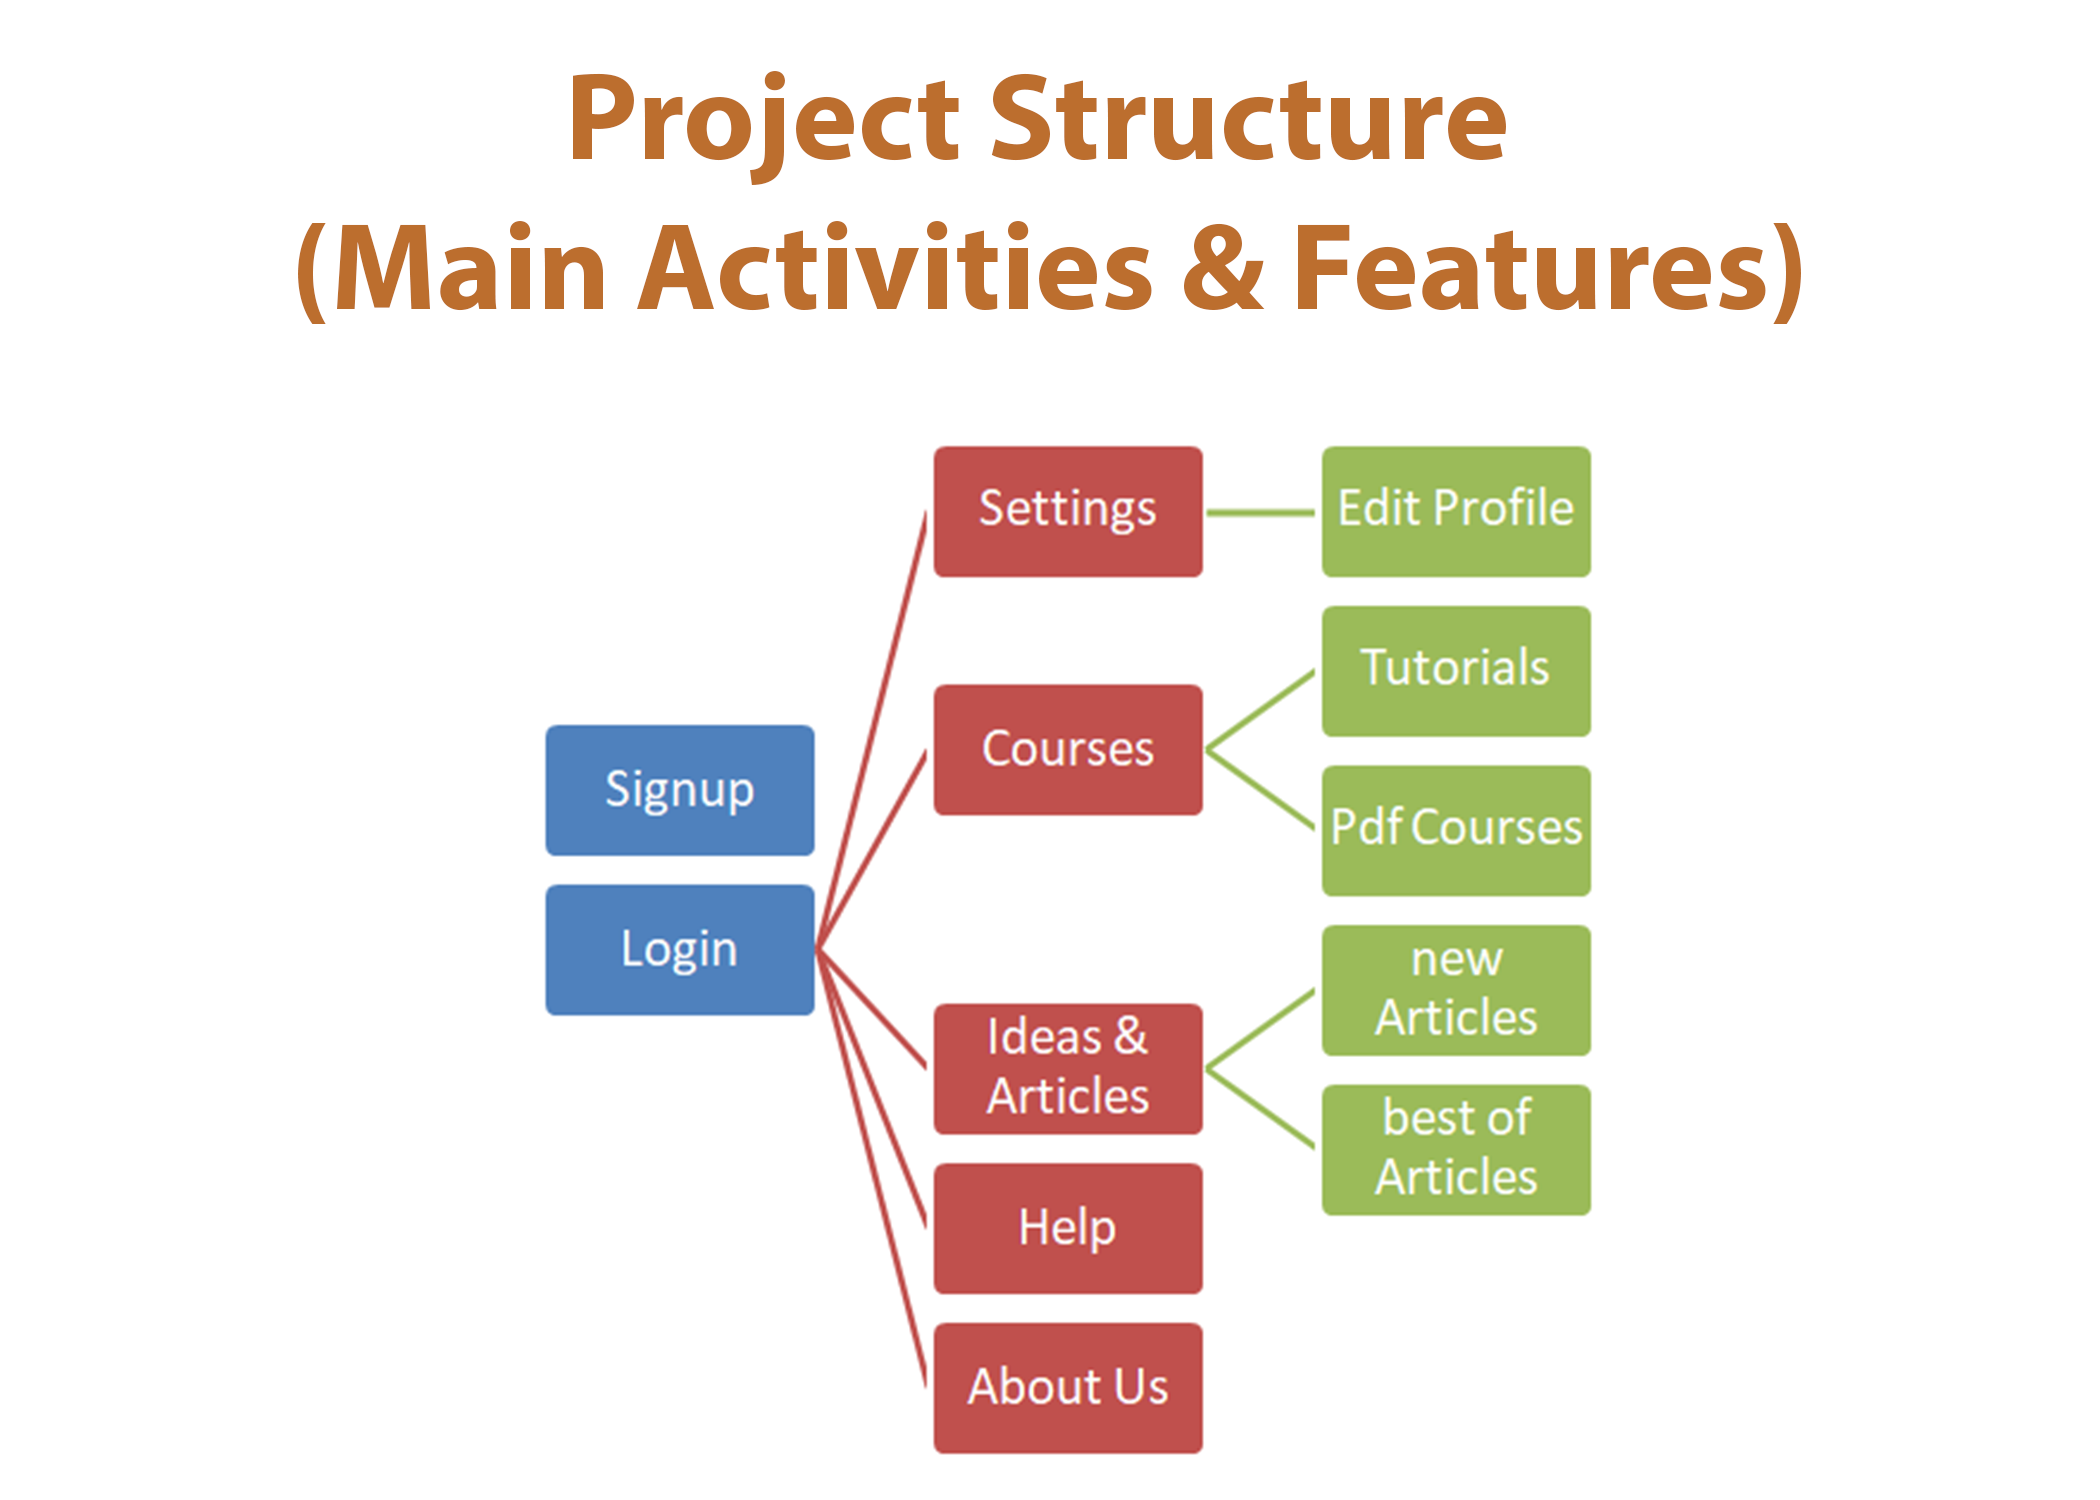 Project Structure
(Main Activities & Features)
Settings
Edit Profile
Tutorials
Courses
Signup
Pdf Courses
Login
new
Articles
Ideas &
Articles
best of
Articles
Help
About Us